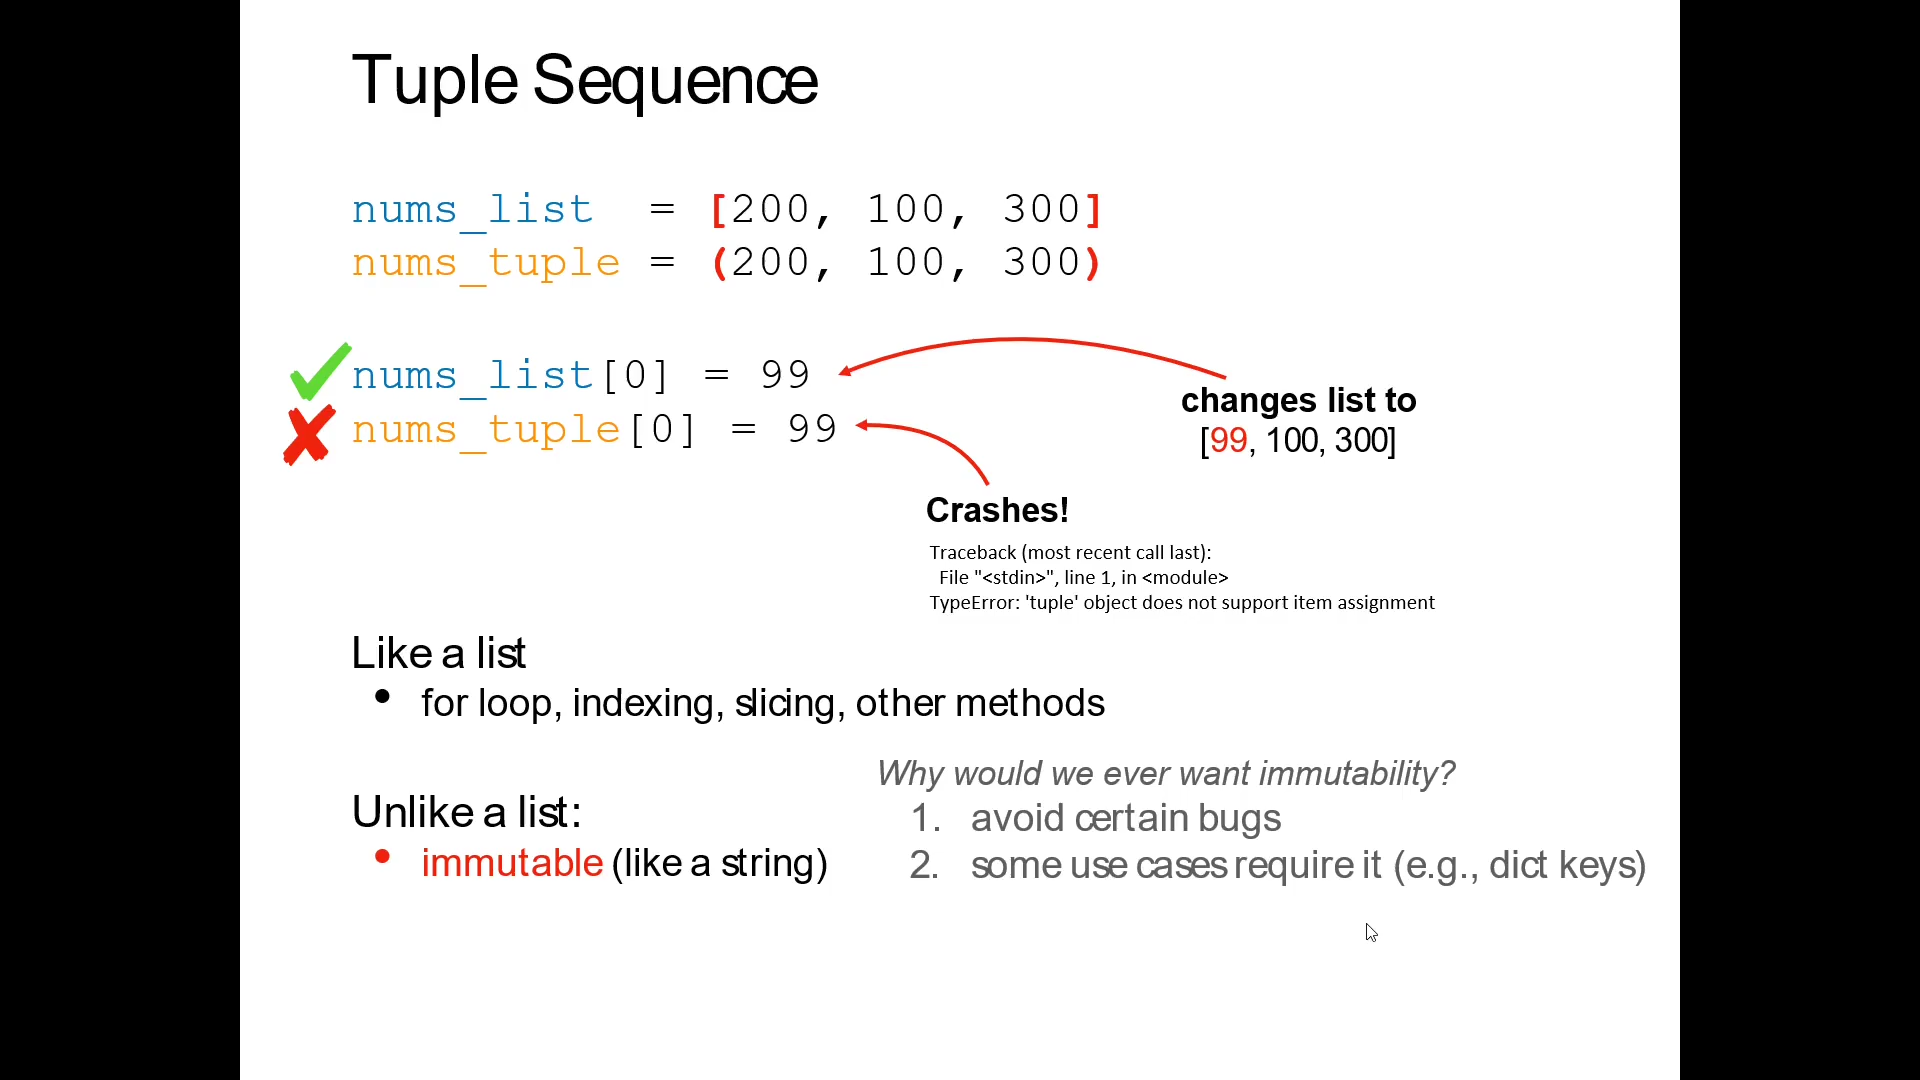 Tuple Sequence
nums_list = [200, 100, 300]
nums_tuple = (200, 100, 300)
nums_list[0] = 99
nums_tuple[0] = 99
changes list to
[99, 100, 300]
Crashes!
Traceback (most recent call last):
File "<stdin>", line 1, in <module>
TypeError: 'tuple' object does not support item assignment
Like a list
• for loop, indexing, slicing, other methods
Unlike a list:
• immutable (like a string)
Why would we ever want immutability?
1. avoid certain bugs
2. some use cases require it (e.g., dict keys)